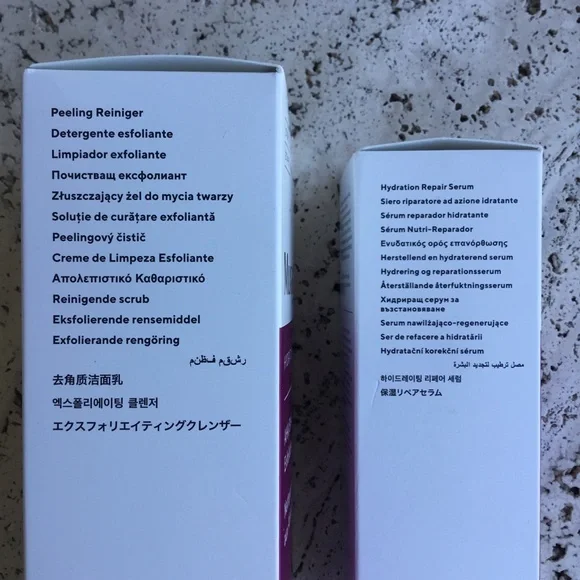 Peeling Reiniger
Detergente esfoliante
Limpiador exfoliante
Почистващ ексфолиант
Złuszczający żel do mycia twarzy
Soluție de curățare exfoliantă
Peelingový čistič
Creme de Limpeza Esfoliante
Απολεπιστικό Καθαριστικό
Reinigende scrub
Eksfolierende rensemiddel
Exfolierande rengöring
رشقم فظنم
去角质洁面乳
엑스폴리에이팅 클렌저
エクスフォリエイティングクレンザー
Hydration Repair Serum
Siero riparatore ad azione idratante
Sérum reparador hidratante
Sérum Nutri-Reparador
Ενυδατικός ορός επανόρθωσης
Herstellend en hydraterend serum
Hydrering og reparationsserum
Återställande återfuktningsserum
Хидриращ серум за
възстановяване
Serum nawilżająco-regenerujące
Ser de refacere a hidratării
Hydratační korekční sérum
مصل ترطيب لتجديد البشرة
하이드레이팅 리페어 세럼
保湿リペアセラム